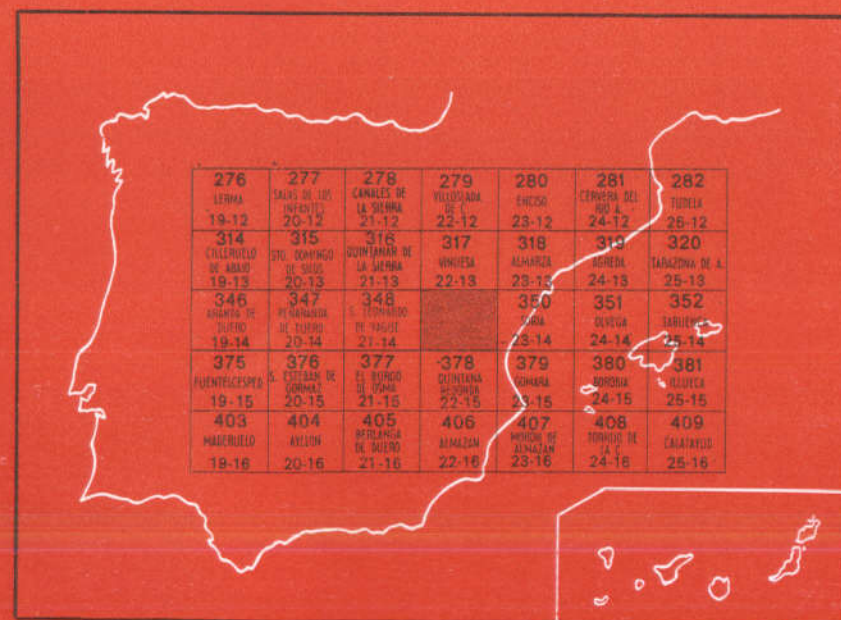 276
LERMA
19-12
277
SALAS DE LOS
INFANTES
20-12
278
CANALES DE
LA SIERRA
21-12
279
VILLOSLADA
DE C.
22-12
280
ENCISO
23-12
281
CERVERA DEL
RIO A.
24-12
282
TUDELA
25-12
314
CILLERUELO
DE ABAJO
19-13
315
STO. DOMINGO
DE SILOS
20-13
316
QUINTANAR DE
LA SIERRA
21-13
317
VINUESA
22-13
318
ALMARZA
23-13
319
AGREDA
24-13
320
TARAZONA DE A.
25-13
346
ARANDA DE
DUERO
19-14
347
PEÑARANDA
DE DUERO
20-14
348
S. LEONARDO
DE YAGUE
21-14
350
SORIA
23-14
351
OLVEGA
24-14
352
TABUENCA
25-14
375
FUENTELCESPED
19-15
376
S. ESTEBAN DE
GORMAZ
20-15
377
EL BURGO
DE OSMA
21-15
378
QUINTANA
REDONDA
22-15
379
GOMARA
23-15
380
BOROBIA
24-15
381
ILLUECA
25-15
403
MADERUELO
19-16
404
AYLLON
20-16
405
BERLANGA
DE DUERO
21-16
406
ALMAZAN
22-16
407
MORON DE
ALMAZAN
23-16
408
TORRIJO DE
LA C.
24-16
409
CALATAYUD
25-16